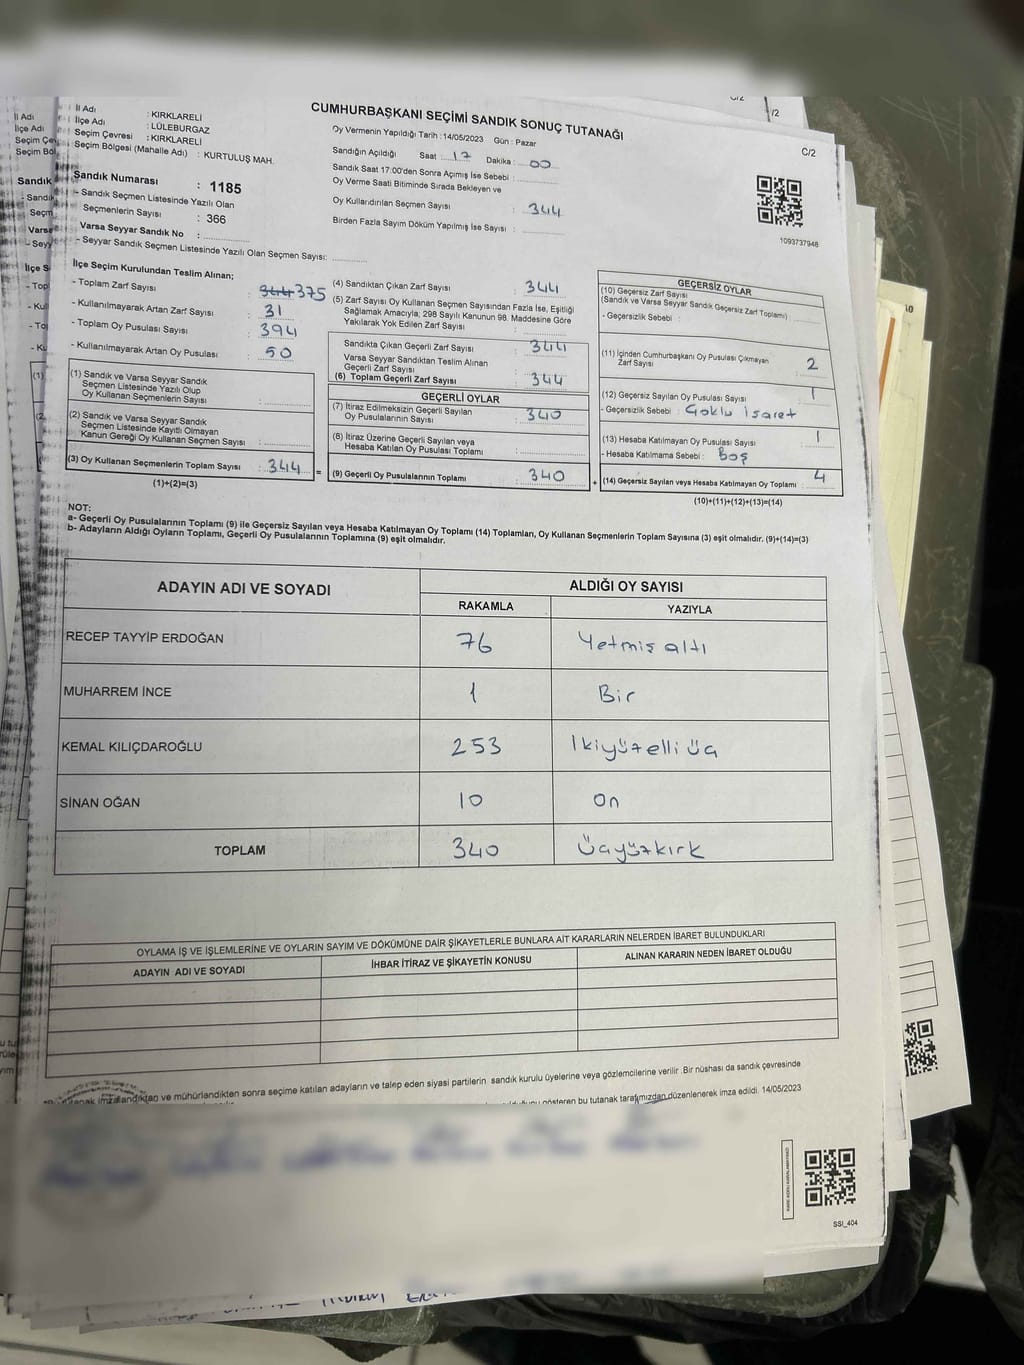 CUMHURBAŞKANI SEÇİMİ SANDIK SONUÇ TUTANAĞI
C/2
İl Adı : KIRKLARELİ
İlçe Adı : LÜLEBURGAZ
Seçim Çevresi : KIRKLARELİ
Seçim Bölgesi (Mahalle Adı) : KURTULUŞ MAH.
Sandık Numarası : 1185
- Sandık Seçmen Listesinde Yazılı Olan
Seçmenlerin Sayısı : 366
Varsa Seyyar Sandık No :
- Seyyar Sandık Seçmen Listesinde Yazılı Olan Seçmen Sayısı:
Oy Vermenin Yapıldığı Tarih : 14/05/2023 Gün : Pazar
Sandığın Açıldığı Saat : 17 Dakika : 00
Sandık Saat 17:00'den Sonra Açımış İse Sebebi :
Oy Verme Saati Bitiminde Sırada Bekleyen ve
Oy Kullandırılan Seçmen Sayısı : 344
Birden Fazla Sayım Döküm Yapılmış İse Sayısı :
1093737948
İlçe Seçim Kurulundan Teslim Alınan;
- Toplam Zarf Sayısı : 344 375
- Kullanılmayarak Artan Zarf Sayısı : 31
- Toplam Oy Pusulası Sayısı : 394
- Kullanılmayarak Artan Oy Pusulası : 50
(1) Sandık ve Varsa Seyyar Sandık
Seçmen Listesinde Yazılı Olup
Oy Kullanan Seçmenlerin Sayısı :
(2) Sandık ve Varsa Seyyar Sandık
Seçmen Listesinde Kayıtlı Olmayan
Kanun Gereği Oy Kullanan Seçmen Sayısı :
(3) Oy Kullanan Seçmenlerin Toplam Sayısı : 344
(1)+(2)=(3)
(4) Sandıktan Çıkan Zarf Sayısı : 344
(5) Zarf Sayısı Oy Kullanan Seçmen Sayısından Fazla İse, Eşitliği
Sağlamak Amacıyla, 298 Sayılı Kanunun 98. Maddesine Göre
Yakılarak Yok Edilen Zarf Sayısı :
Sandıkta Çıkan Geçerli Zarf Sayısı : 344
Varsa Seyyar Sandıktan Teslim Alınan
Geçerli Zarf Sayısı :
(6) Toplam Geçerli Zarf Sayısı : 344
GEÇERLİ OYLAR
(7) İtiraz Edilmeksizin Geçerli Sayılan
Oy Pusulalarının Sayısı : 340
(8) İtiraz Üzerine Geçerli Sayılan veya
Hesaba Katılan Oy Pusulası Toplamı :
(9) Geçerli Oy Pusulalarının Toplamı : 340
GEÇERSİZ OYLAR
(10) Geçersiz Zarf Sayısı
(Sandık ve Varsa Seyyar Sandık Geçersiz Zarf Toplamı) :
- Geçersizlik Sebebi :
(11) İçinden Cumhurbaşkanı Oy Pusulası Çıkmayan
Zarf Sayısı : 2
(12) Geçersiz Sayılan Oy Pusulası Sayısı : 1
- Geçersizlik Sebebi : Çoklu İşaret
(13) Hesaba Katılmayan Oy Pusulası Sayısı : 1
- Hesaba Katılmama Sebebi : Boş
(14) Geçersiz Sayılan veya Hesaba Katılmayan Oy Toplamı : 4
(10)+(11)+(12)+(13)=(14)
NOT:
a- Geçerli Oy Pusulalarının Toplamı (9) ile Geçersiz Sayılan veya Hesaba Katılmayan Oy Toplamı (14) Toplamları, Oy Kullanan Seçmenlerin Toplam Sayısına (3) eşit olmalıdır. (9)+(14)=(3)
b- Adayların Aldığı Oyların Toplamı, Geçerli Oy Pusulalarının Toplamına (9) eşit olmalıdır.
ADAYIN ADI VE SOYADI ALDIĞI OY SAYISI
RAKAMLA YAZIYLA
RECEP TAYYİP ERDOĞAN 76 Yetmiş altı
MUHARREM İNCE 1 Bir
KEMAL KILIÇDAROĞLU 253 İkiyüzelli üç
SİNAN OĞAN 10 On
TOPLAM 340 Üçyüzkırk
OYLAMA İŞ VE İŞLEMLERİNE VE OYLARIN SAYIM VE DÖKÜMÜNE DAİR ŞİKAYETLERLE BUNLARA AİT KARARLARIN NELERDEN İBARET BULUNDUKLARI
ADAYIN ADI VE SOYADI İHBAR İTİRAZ VE ŞİKAYETİN KONUSU ALINAN KARARIN NEDEN İBARET OLDUĞU
tutanak imzalandıktan ve mühürlendikten sonra seçime katılan adayların ve talep eden siyasi partilerin sandık kurulu üyelerine veya gözlemcilerine verilir. Bir nüshası da sandık çevresinde
gösteren bu tutanak tarafımızdan düzenlenerek imza edildi. 14/05/2023
SSI_404